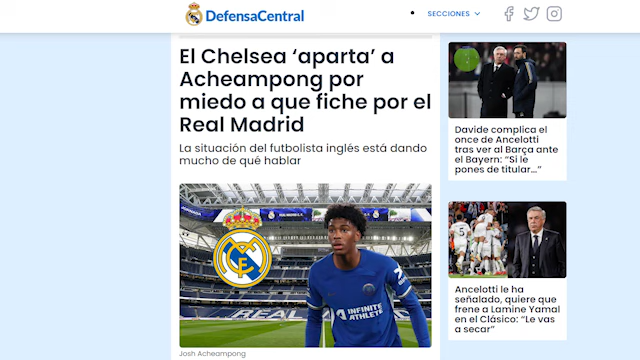 DefensaCentral
SECCIONES
El Chelsea ‘aparta’ a
Acheampong por
miedo a que fiche por el
Real Madrid
La situación del futbolista inglés está dando
mucho de qué hablar
INFINITE
ATHLETE
Josh Acheampong
Davide complica el
once de Ancelotti
tras ver al Barça ante
el Bayern: “Si le
pones de titular...”
Ancelotti le ha
señalado, quiere que
frene a Lamine Yamal
en el Clásico: “Le vas
a secar”